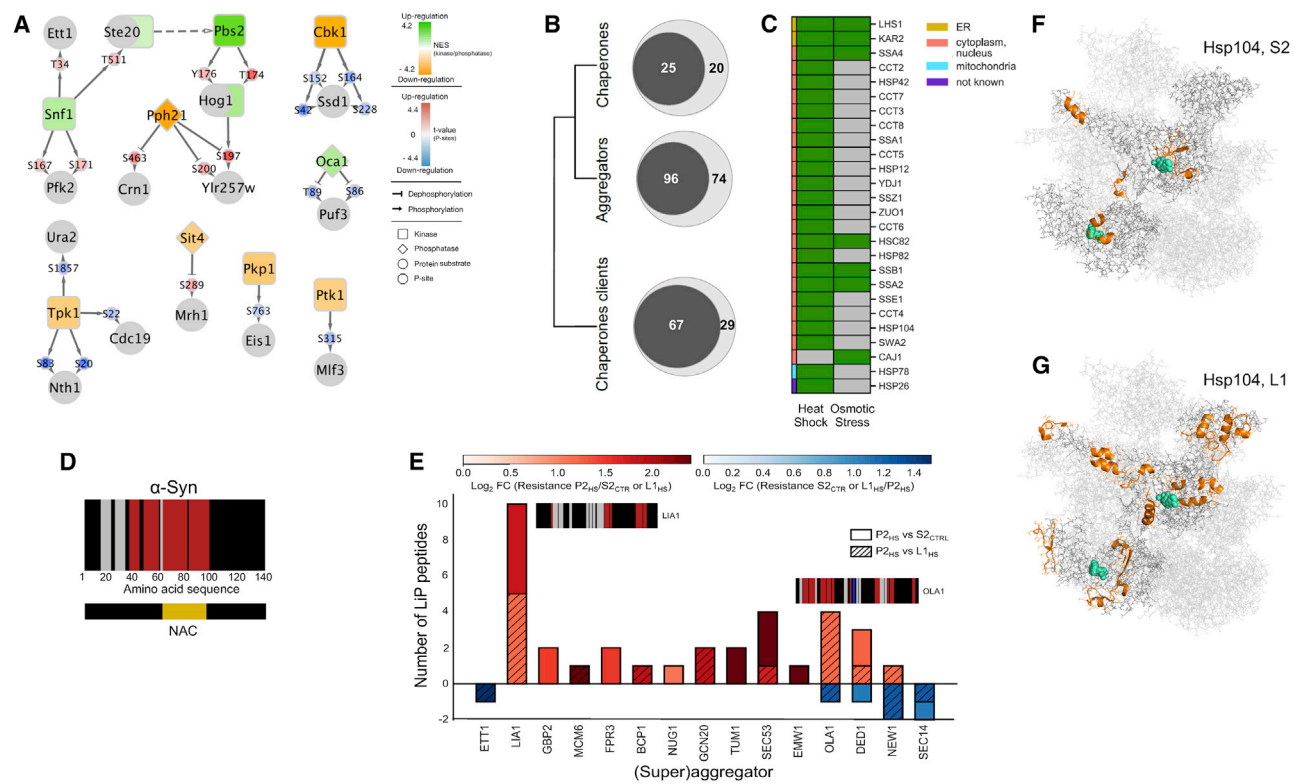 A
Ett1
Ste20
Pbs2
Cbk1
T34
T511
Y176
T174
S152
S164
Snf1
Hog1
S42
Ssd1
S228
Pph21
S167
S171
S463
S200
S197
Oca1
Pfk2
Crn1
Ylr257w
T89
S86
Puf3
Ura2
Sit4
S1857
Pkp1
Ptk1
S289
Tpk1
S22
Mrh1
S763
Cdc19
Eis1
S315
S83
S20
Mlf3
Nth1
Up-regulation
4.2
NES
(kinase/phosphatase)
- 4.2
Down-regulation
Up-regulation
4.4
t-value
0
(P-sites)
- 4.4
Down-regulation
Dephosphorylation
Phosphorylation
Kinase
Phosphatase
Protein substrate
P-site
B
Chaperones
25
20
Aggregators
96
74
Chaperones clients
67
29
C
LHS1
KAR2
SSA4
CCT2
HSP42
CCT7
CCT3
CCT8
SSA1
CCT5
HSP12
YDJ1
SSZ1
ZUO1
CCT6
HSC82
HSP82
SSB1
SSA2
SSE1
CCT4
HSP104
SWA2
CAJ1
HSP78
HSP26
Heat Shock
Osmotic Stress
ER
cytoplasm,
nucleus
mitochondria
not known
D
α-Syn
1 20 40 60 80 100 120 140
Amino acid sequence
NAC
E
0.0 0.5 1.0 1.5 2.0
Log2 FC (Resistance P2HS/S2CTR or L1HS)
0.0 0.2 0.4 0.6 0.8 1.0 1.2 1.4
Log2 FC (Resistance S2CTR or L1HS/P2HS)
LIA1
P2HS vs S2CTRL
P2HS vs L1HS
OLA1
Number of LiP peptides
10
8
6
4
2
0
-2
ETT1
LIA1
GBP2
MCM6
FPR3
BCP1
NUG1
GCN20
TUM1
SEC53
EMW1
OLA1
DED1
NEW1
SEC14
(Super)aggregator
F
Hsp104, S2
G
Hsp104, L1